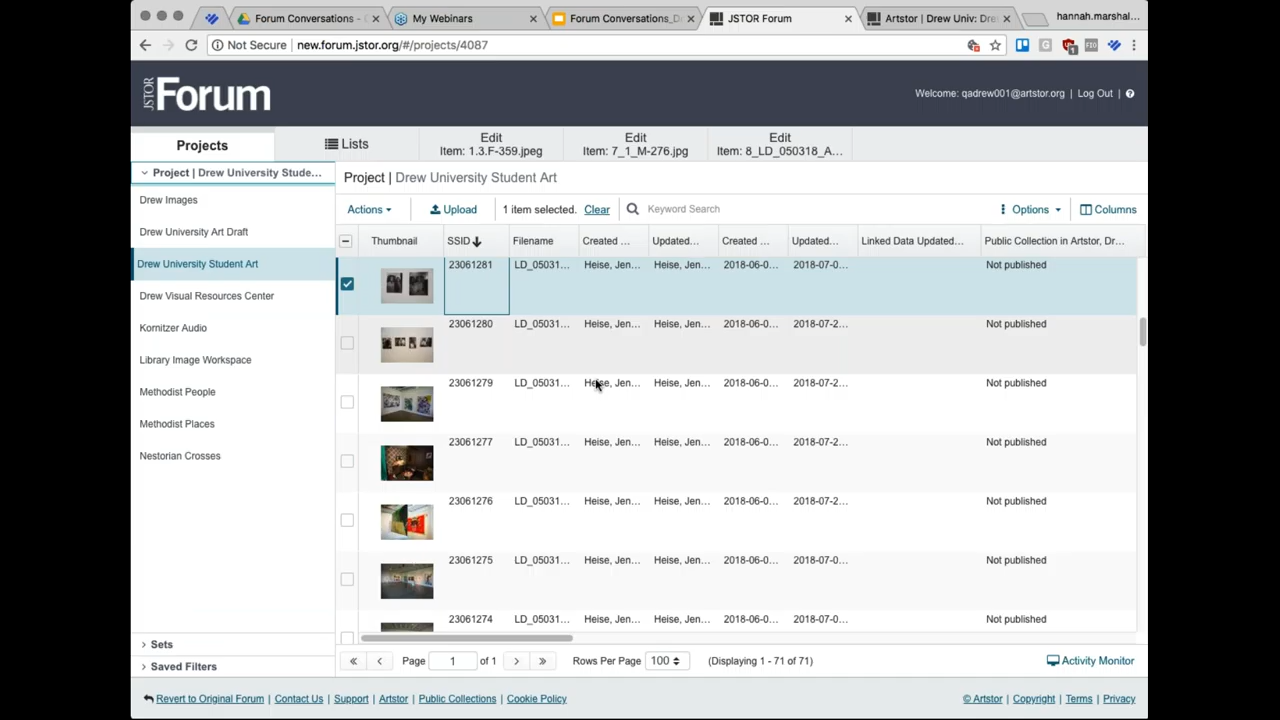 Forum Conversations - 
My Webinars
Forum Conversations_D
JSTOR Forum
Artstor | Drew Univ: Dre
hannah.marshal...
Not Secure | new.forum.jstor.org/#/projects/4087
JSTOR Forum
Welcome: qadrew001@artstor.org | Log Out | ?
Projects
Lists
Edit
Item: 1.3.F-359.jpeg
Edit
Item: 7_1_M-276.jpg
Edit
Item: 8_LD_050318_A...
Project | Drew University Stude...
Drew Images
Drew University Art Draft
Drew University Student Art
Drew Visual Resources Center
Kornitzer Audio
Library Image Workspace
Methodist People
Methodist Places
Nestorian Crosses
Sets
Saved Filters
Project | Drew University Student Art
Actions
Upload
1 item selected. Clear
Keyword Search
Options
Columns
Thumbnail SSID Filename Created ... Updated... Created ... Updated... Linked Data Updated... Public Collection in Artstor, Dr...
23061281 LD_05031... Heise, Jen... Heise, Jen... 2018-06-0... 2018-07-0... Not published
23061280 LD_05031... Heise, Jen... Heise, Jen... 2018-06-0... 2018-07-2... Not published
23061279 LD_05031... Heise, Jen... Heise, Jen... 2018-06-0... 2018-07-2... Not published
23061277 LD_05031... Heise, Jen... Heise, Jen... 2018-06-0... 2018-07-2... Not published
23061276 LD_05031... Heise, Jen... Heise, Jen... 2018-06-0... 2018-07-2... Not published
23061275 LD_05031... Heise, Jen... Heise, Jen... 2018-06-0... 2018-07-0... Not published
23061274 LD_05031... Heise, Jen... Heise, Jen... 2018-06-0... 2018-07-0... Not published
Page 1 of 1
Rows Per Page 100
(Displaying 1 - 71 of 71)
Activity Monitor
Revert to Original Forum | Contact Us | Support | Artstor | Public Collections | Cookie Policy
© Artstor | Copyright | Terms | Privacy